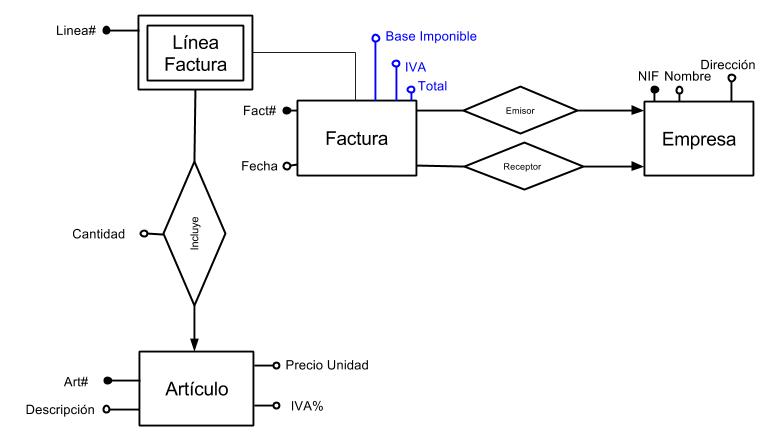 Linea#
Línea
Factura
Base Imponible
IVA
Total
Dirección
NIF
Nombre
Fact#
Factura
Emisor
Empresa
Fecha
Receptor
Cantidad
Incluye
Art#
Artículo
Precio Unidad
Descripción
IVA%